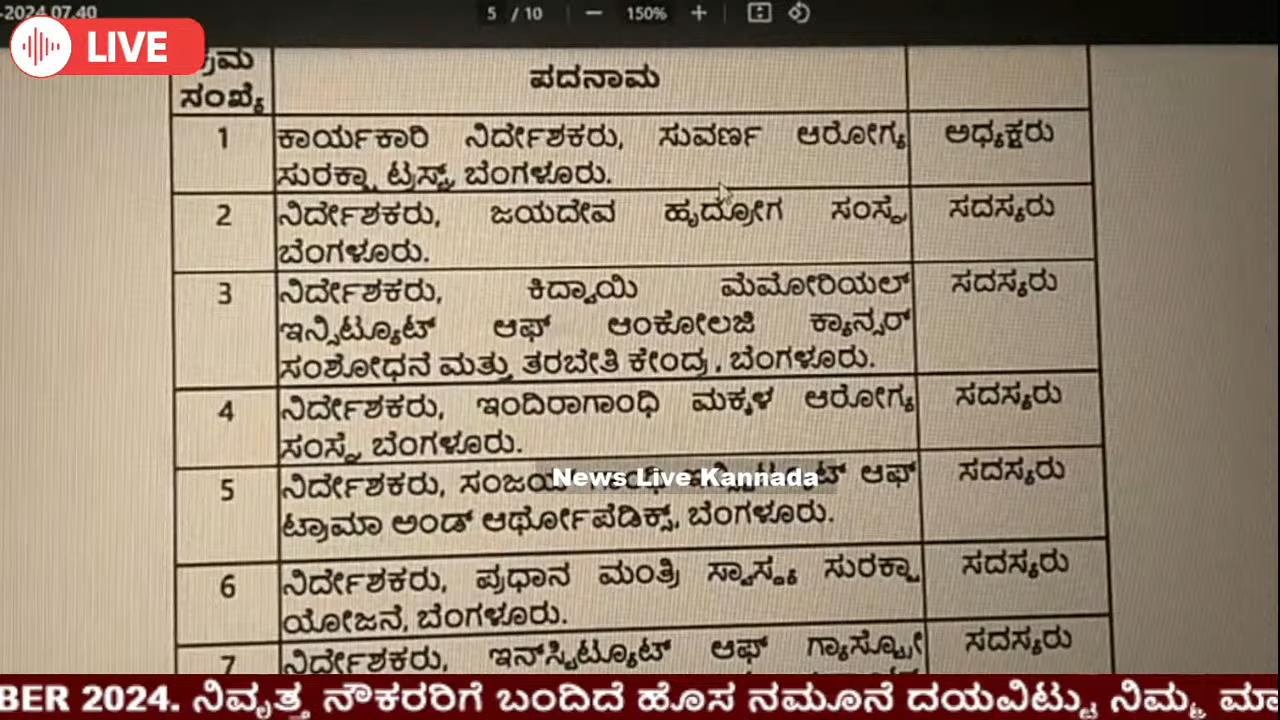 -2024 07.40
5 / 10 150%
LIVE
ಕ್ರಮ
ಸಂಖ್ಯೆ
ಪದನಾಮ
1 ಕಾರ್ಯಕಾರಿ ನಿರ್ದೇಶಕರು, ಸುವರ್ಣ ಆರೋಗ್ಯ ಅಧ್ಯಕ್ಷರು
ಸುರಕ್ಷಾ ಟ್ರಸ್ಟ್, ಬೆಂಗಳೂರು.
2 ನಿರ್ದೇಶಕರು, ಜಯದೇವ ಹೃದ್ರೋಗ ಸಂಸ್ಥೆ, ಸದಸ್ಯರು
ಬೆಂಗಳೂರು.
3 ನಿರ್ದೇಶಕರು, ಕಿದ್ವಾಯಿ ಮೆಮೋರಿಯಲ್ ಸದಸ್ಯರು
ಇನ್ಸಿಟ್ಯೂಟ್ ಆಫ್ ಆಂಕೋಲಜಿ ಕ್ಯಾನ್ಸರ್
ಸಂಶೋಧನೆ ಮತ್ತು ತರಬೇತಿ ಕೇಂದ್ರ, ಬೆಂಗಳೂರು.
4 ನಿರ್ದೇಶಕರು, ಇಂದಿರಾಗಾಂಧಿ ಮಕ್ಕಳ ಆರೋಗ್ಯ ಸದಸ್ಯರು
ಸಂಸ್ಥೆ, ಬೆಂಗಳೂರು.
5 ನಿರ್ದೇಶಕರು, ಸಂಜಯ ಆಫ್ ಸದಸ್ಯರು
News Live Kannada
ಟ್ರಾಮಾ ಅಂಡ್ ಆರ್ಥೋಪೆಡಿಕ್ಸ್, ಬೆಂಗಳೂರು.
6 ನಿರ್ದೇಶಕರು, ಪ್ರಧಾನ ಮಂತ್ರಿ ಸ್ವಾಸ್ಥ್ಯ ಸುರಕ್ಷಾ ಸದಸ್ಯರು
ಯೋಜನೆ, ಬೆಂಗಳೂರು.
7 ನಿರ್ದೇಶಕರು, ಇನ್‌ಸ್ಟಿಟ್ಯೂಟ್ ಆಫ್ ಗ್ಯಾಸ್ಟ್ರೋ ಸದಸ್ಯರು
BER 2024. ನಿವೃತ್ತ ನೌಕರರಿಗೆ ಬಂದಿದೆ ಹೊಸ ನಮೂನೆ ದಯವಿಟ್ಟು ನಿಮ್ಮ ಮಾ